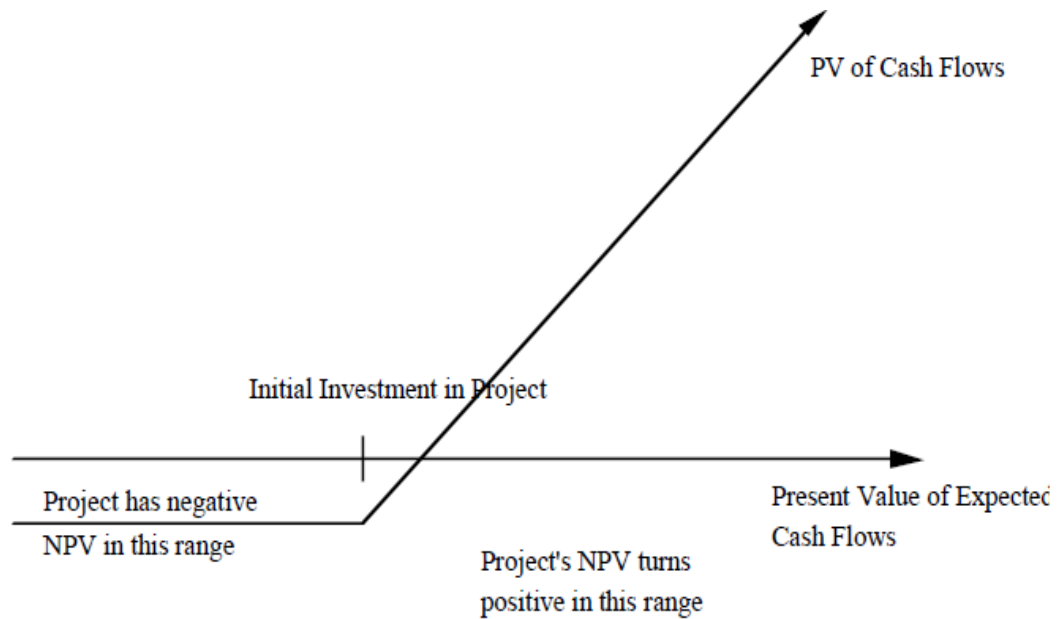 PV of Cash Flows
Initial Investment in Project
Project has negative
NPV in this range
Present Value of Expected
Cash Flows
Project's NPV turns
positive in this range